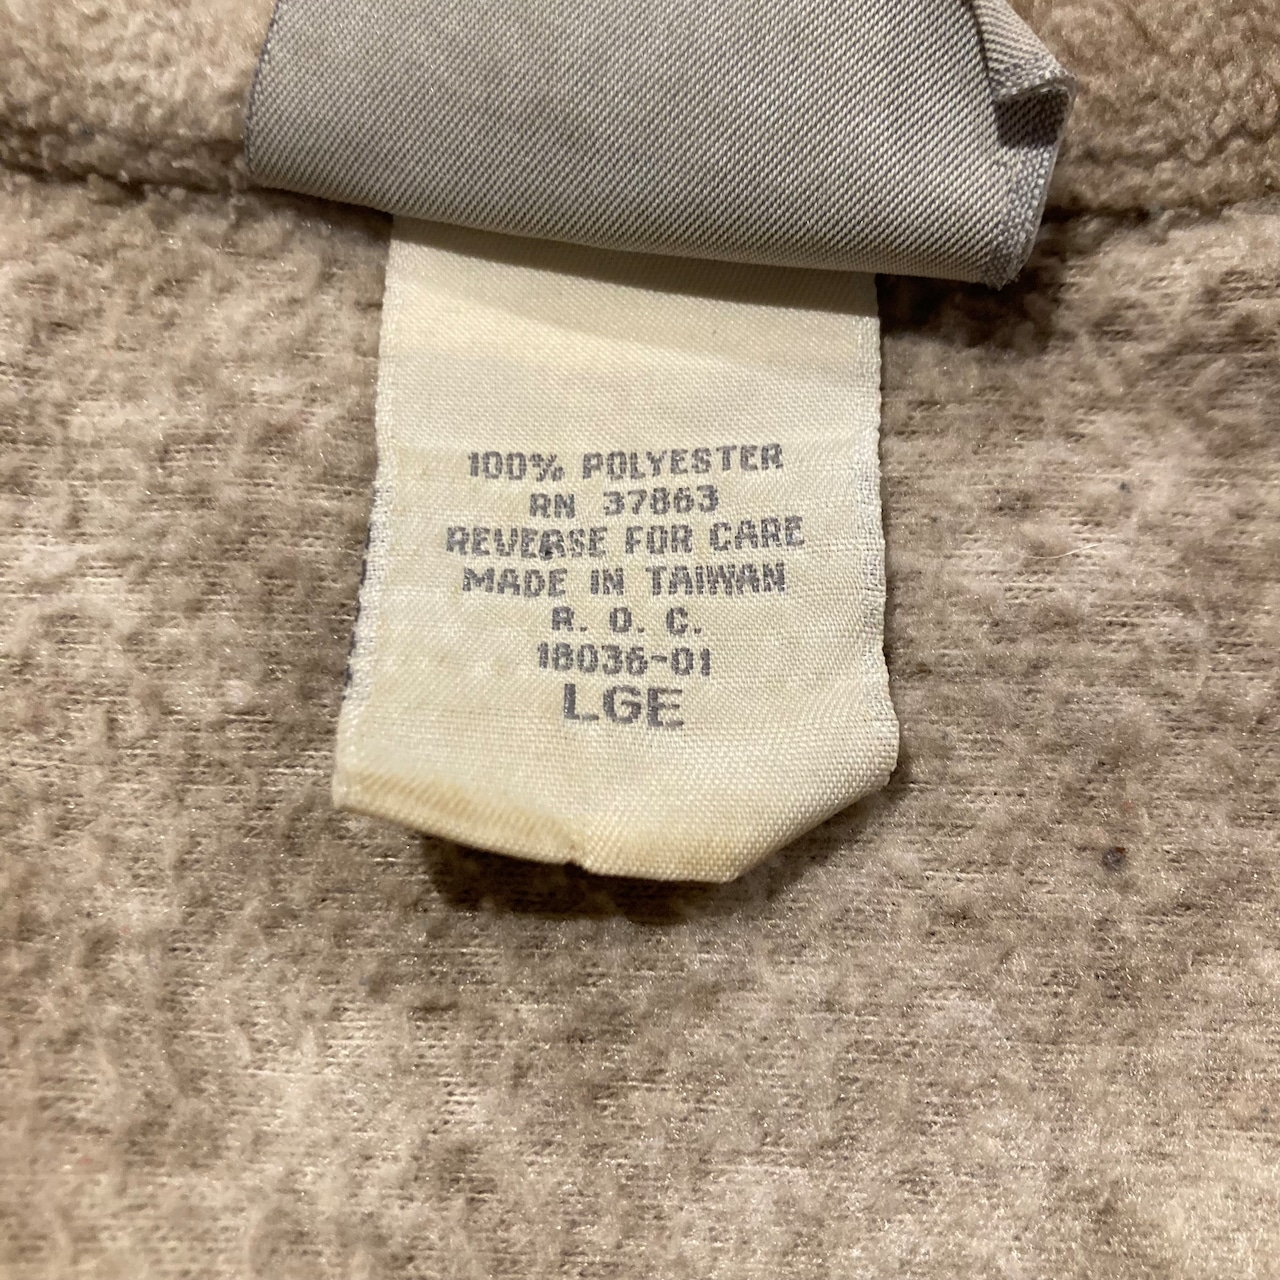 100% POLYESTER
RN 37863
REVERSE FOR CARE
MADE IN TAIWAN
R. O. C.
18036-01
LGE